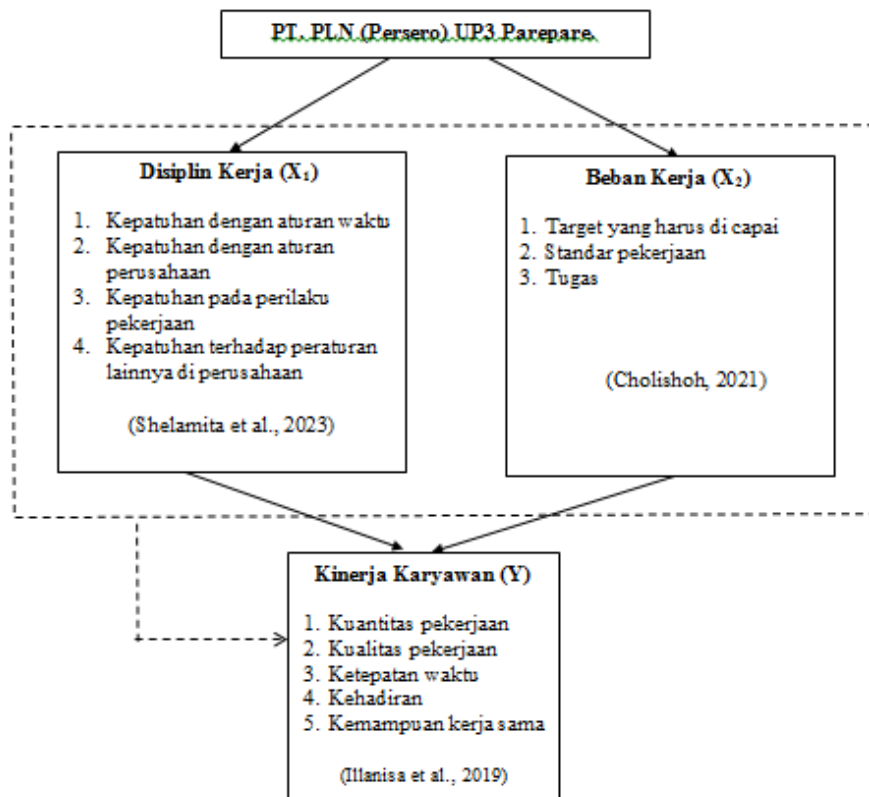 PT. PLN (Persero) UP3 Parepare.
Disiplin Kerja (X₁)
1. Kepatuhan dengan aturan waktu
2. Kepatuhan dengan aturan
perusahaan
3. Kepatuhan pada perilaku
pekerjaan
4. Kepatuhan terhadap peraturan
lainnya di perusahaan
(Shelamita et al., 2023)
Beban Kerja (X₂)
1. Target yang harus di capai
2. Standar pekerjaan
3. Tugas
(Cholishoh, 2021)
Kinerja Karyawan (Y)
1. Kuantitas pekerjaan
2. Kualitas pekerjaan
3. Ketepatan waktu
4. Kehadiran
5. Kemampuan kerja sama
(Illanisa et al., 2019)